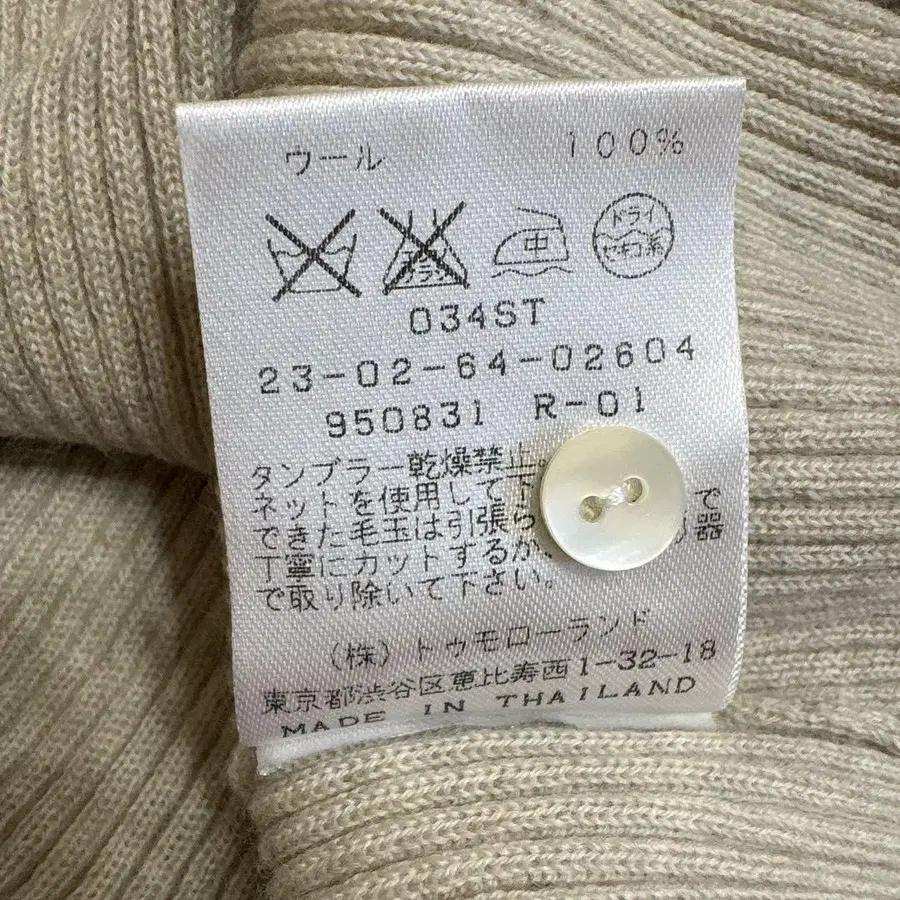 ウール 100%
中 ドライ
セキユ系
034ST
23-02-64-02604
950831 R-01
タンブラー乾燥禁止。
ネットを使用して下 で
できた毛玉は引張ら 器
丁寧にカットするか、
で取り除いて下さい。
(株)トゥモローランド
東京都渋谷区恵比寿西1-32-18
MADE IN THAILAND